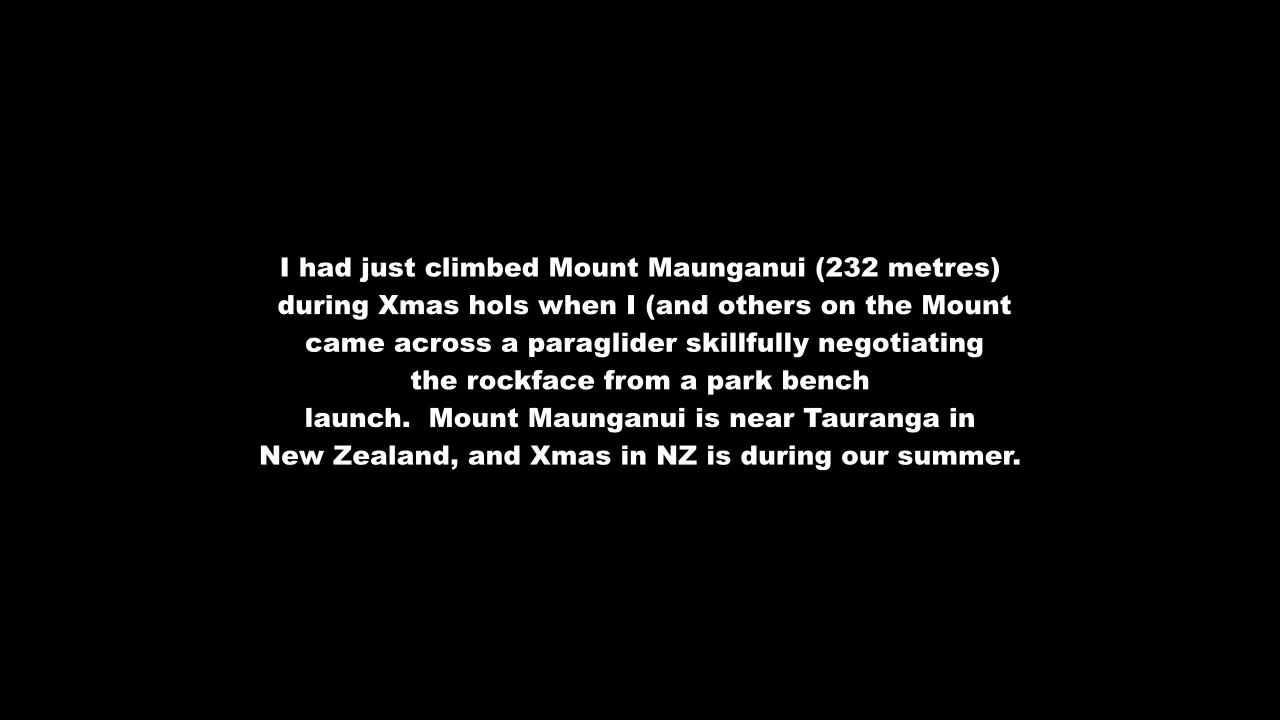 I had just climbed Mount Maunganui (232 metres)
during Xmas hols when I (and others on the Mount
came across a paraglider skillfully negotiating
the rockface from a park bench
launch.  Mount Maunganui is near Tauranga in
New Zealand, and Xmas in NZ is during our summer.